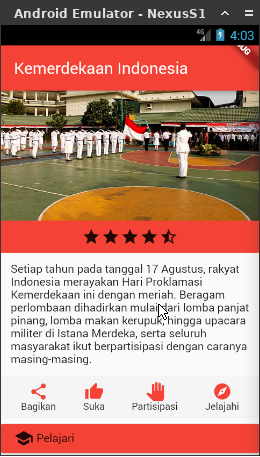 Android Emulator - NexusS1
4G
4:03
Kemerdekaan Indonesia
Setiap tahun pada tanggal 17 Agustus, rakyat
Indonesia merayakan Hari Proklamasi
Kemerdekaan ini dengan meriah. Beragam
perlombaan dihadirkan mulai dari lomba panjat
pinang, lomba makan kerupuk, hingga upacara
militer di Istana Merdeka, serta seluruh
masyarakat ikut berpartisipasi dengan caranya
masing-masing.
Bagikan Suka Partisipasi Jelajahi
Pelajari